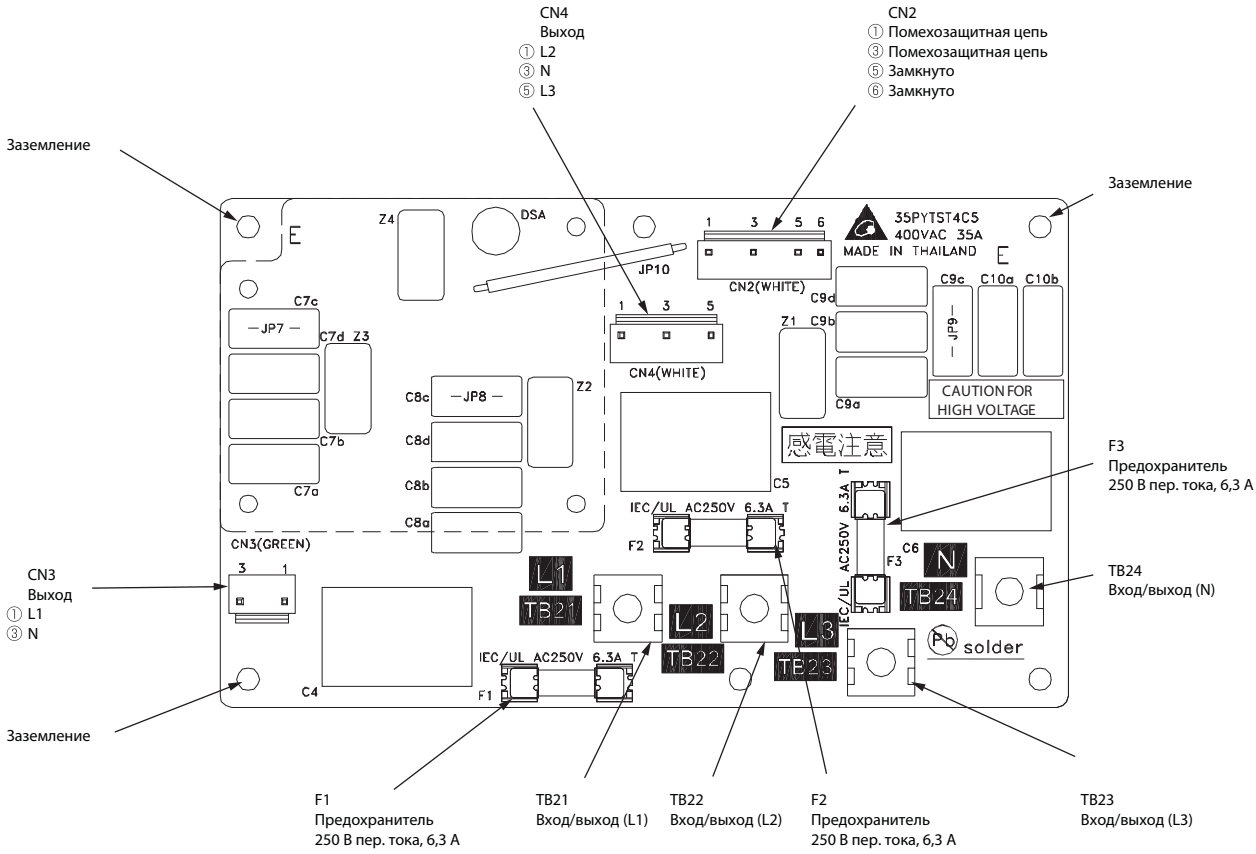 CN4
Выход
① L2
③ N
⑤ L3
CN2
① Помехозащитная цепь
③ Помехозащитная цепь
⑤ Замкнуто
⑥ Замкнуто
Заземление
Заземление
E
Z4
DSA
JP10
1 3 5 6
CN2(WHITE)
35PYTST4C5
400VAC 35A
MADE IN THAILAND
E
C7c
JP7
C7d Z3
C7b
C7a
C8c
JP8
Z2
C8d
C8b
C8a
1 3 5
CN4(WHITE)
Z1
C9d
C9b
C9a
C9c
JP9
C10a
C10b
CAUTION FOR
HIGH VOLTAGE
感電注意
C5
IEC/UL AC250V 6.3A T
F2
IEC/UL AC250V 6.3A T
F3
C6
F3
Предохранитель
250 В пер. тока, 6,3 А
CN3(GREEN)
3 1
CN3
Выход
① L1
③ N
L1
TB21
L2
TB22
L3
TB23
N
TB24
TB24
Вход/выход (N)
Pb solder
C4
IEC/UL AC250V 6.3A T
F1
Заземление
F1
Предохранитель
250 В пер. тока, 6,3 А
TB21
Вход/выход (L1)
TB22
Вход/выход (L2)
F2
Предохранитель
250 В пер. тока, 6,3 А
TB23
Вход/выход (L3)